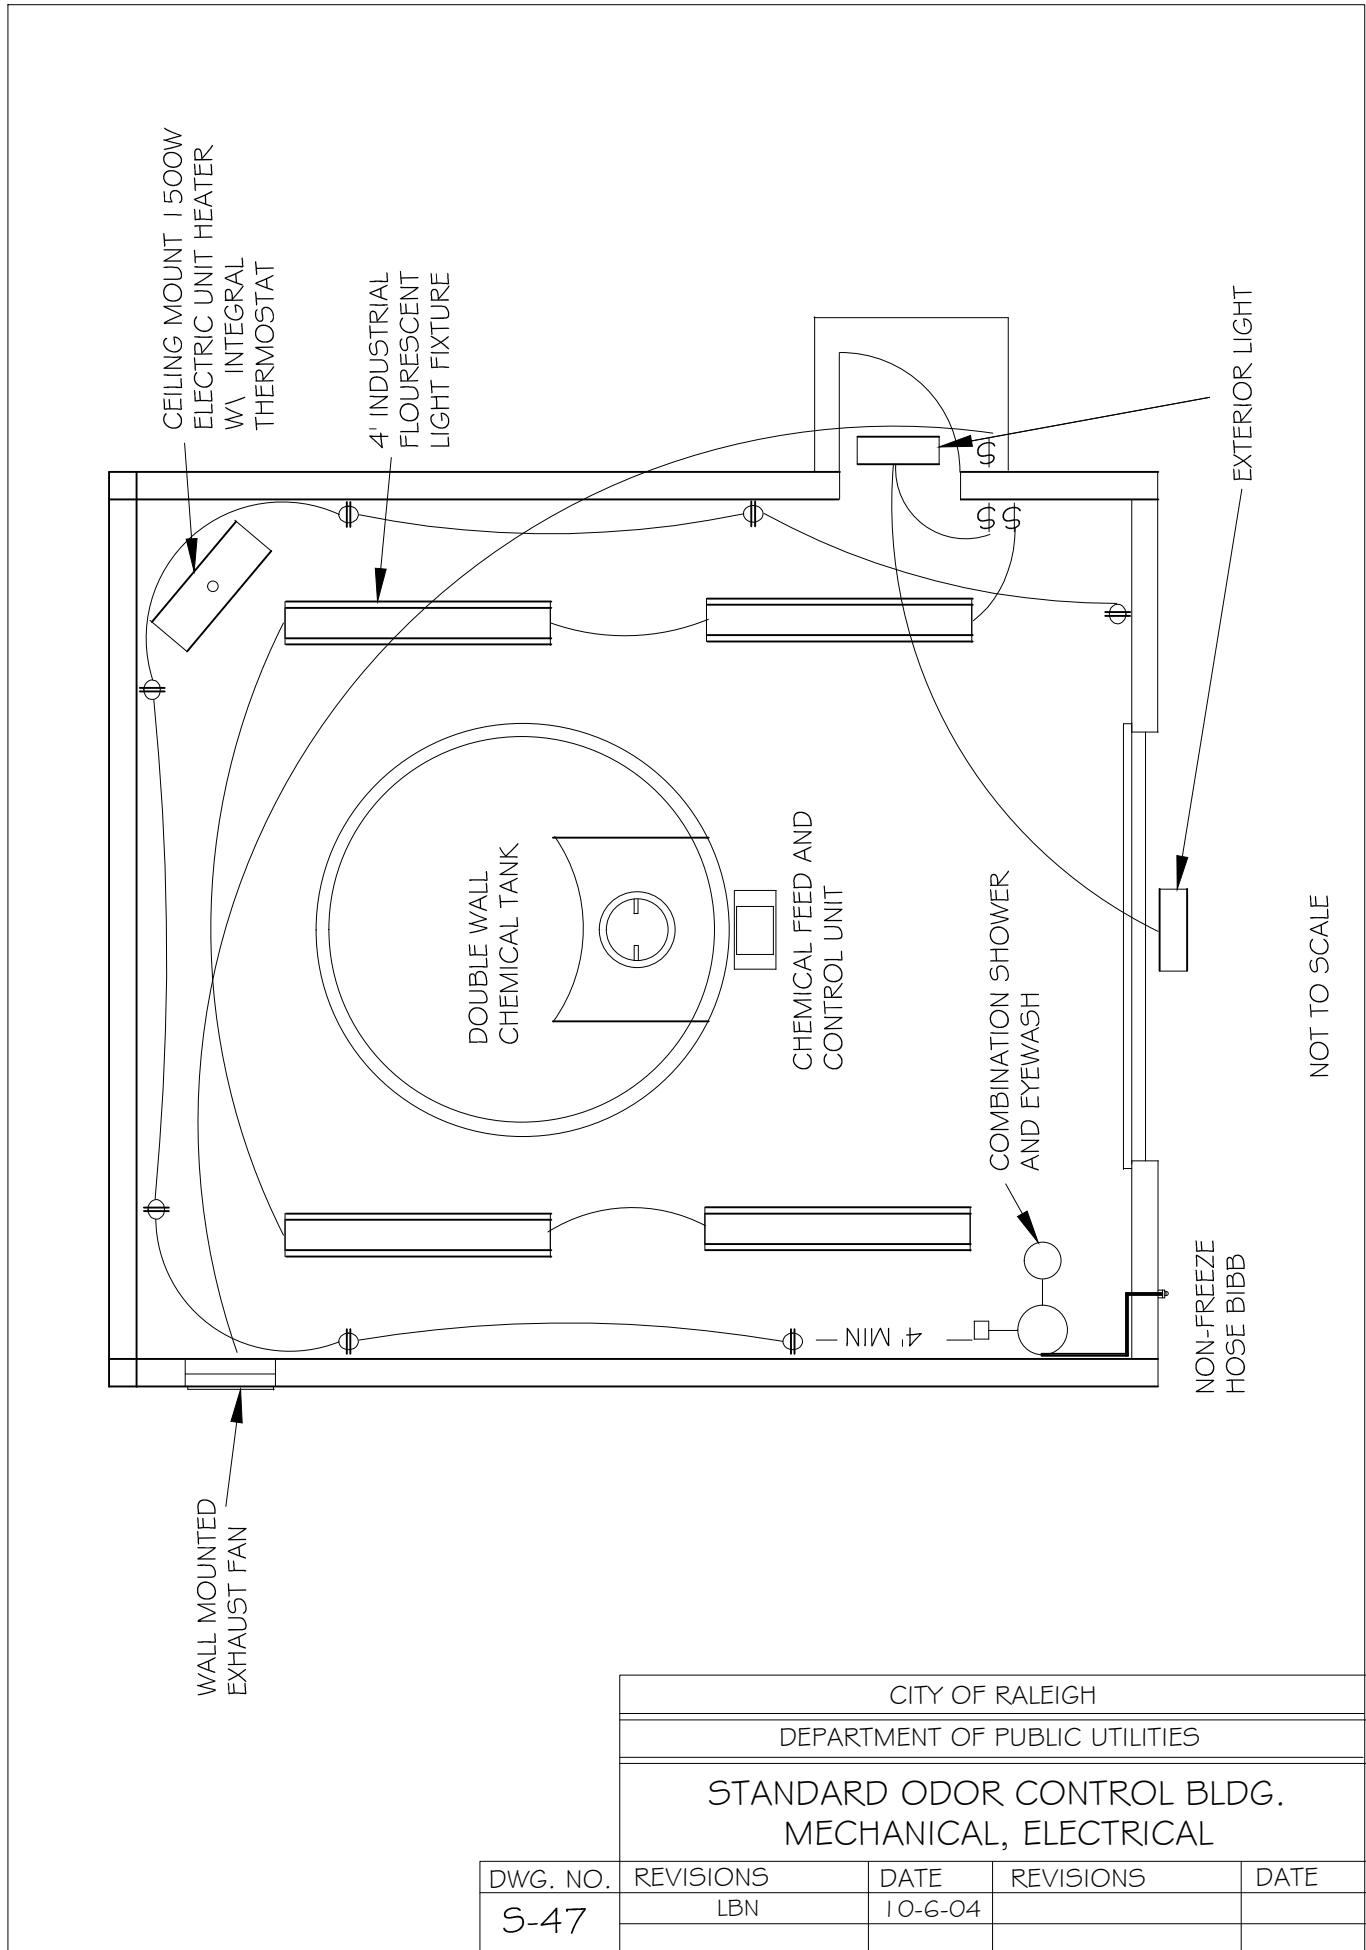 CEILING MOUNT 1500W
ELECTRIC UNIT HEATER
W\ INTEGRAL
THERMOSTAT
4' INDUSTRIAL
FLOURESCENT
LIGHT FIXTURE
EXTERIOR LIGHT
S
S S
DOUBLE WALL
CHEMICAL TANK
CHEMICAL FEED AND
CONTROL UNIT
COMBINATION SHOWER
AND EYEWASH
4' MIN
NON-FREEZE
HOSE BIBB
WALL MOUNTED
EXHAUST FAN
NOT TO SCALE
CITY OF RALEIGH
DEPARTMENT OF PUBLIC UTILITIES
STANDARD ODOR CONTROL BLDG.
MECHANICAL, ELECTRICAL
DWG. NO. REVISIONS DATE REVISIONS DATE
S-47 LBN 10-6-04